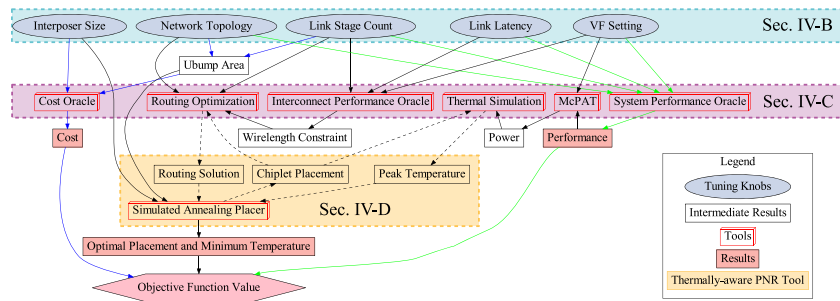 Interposer Size
Network Topology
Link Stage Count
Link Latency
VF Setting
Sec. IV-B
Ubump Area
Cost Oracle
Routing Optimization
Interconnect Performance Oracle
Thermal Simulation
McPAT
System Performance Oracle
Sec. IV-C
Cost
Wirelength Constraint
Power
Performance
Routing Solution
Chiplet Placement
Peak Temperature
Simulated Annealing Placer
Sec. IV-D
Optimal Placement and Minimum Temperature
Objective Function Value
Legend
Tuning Knobs
Intermediate Results
Tools
Results
Thermally-aware PNR Tool